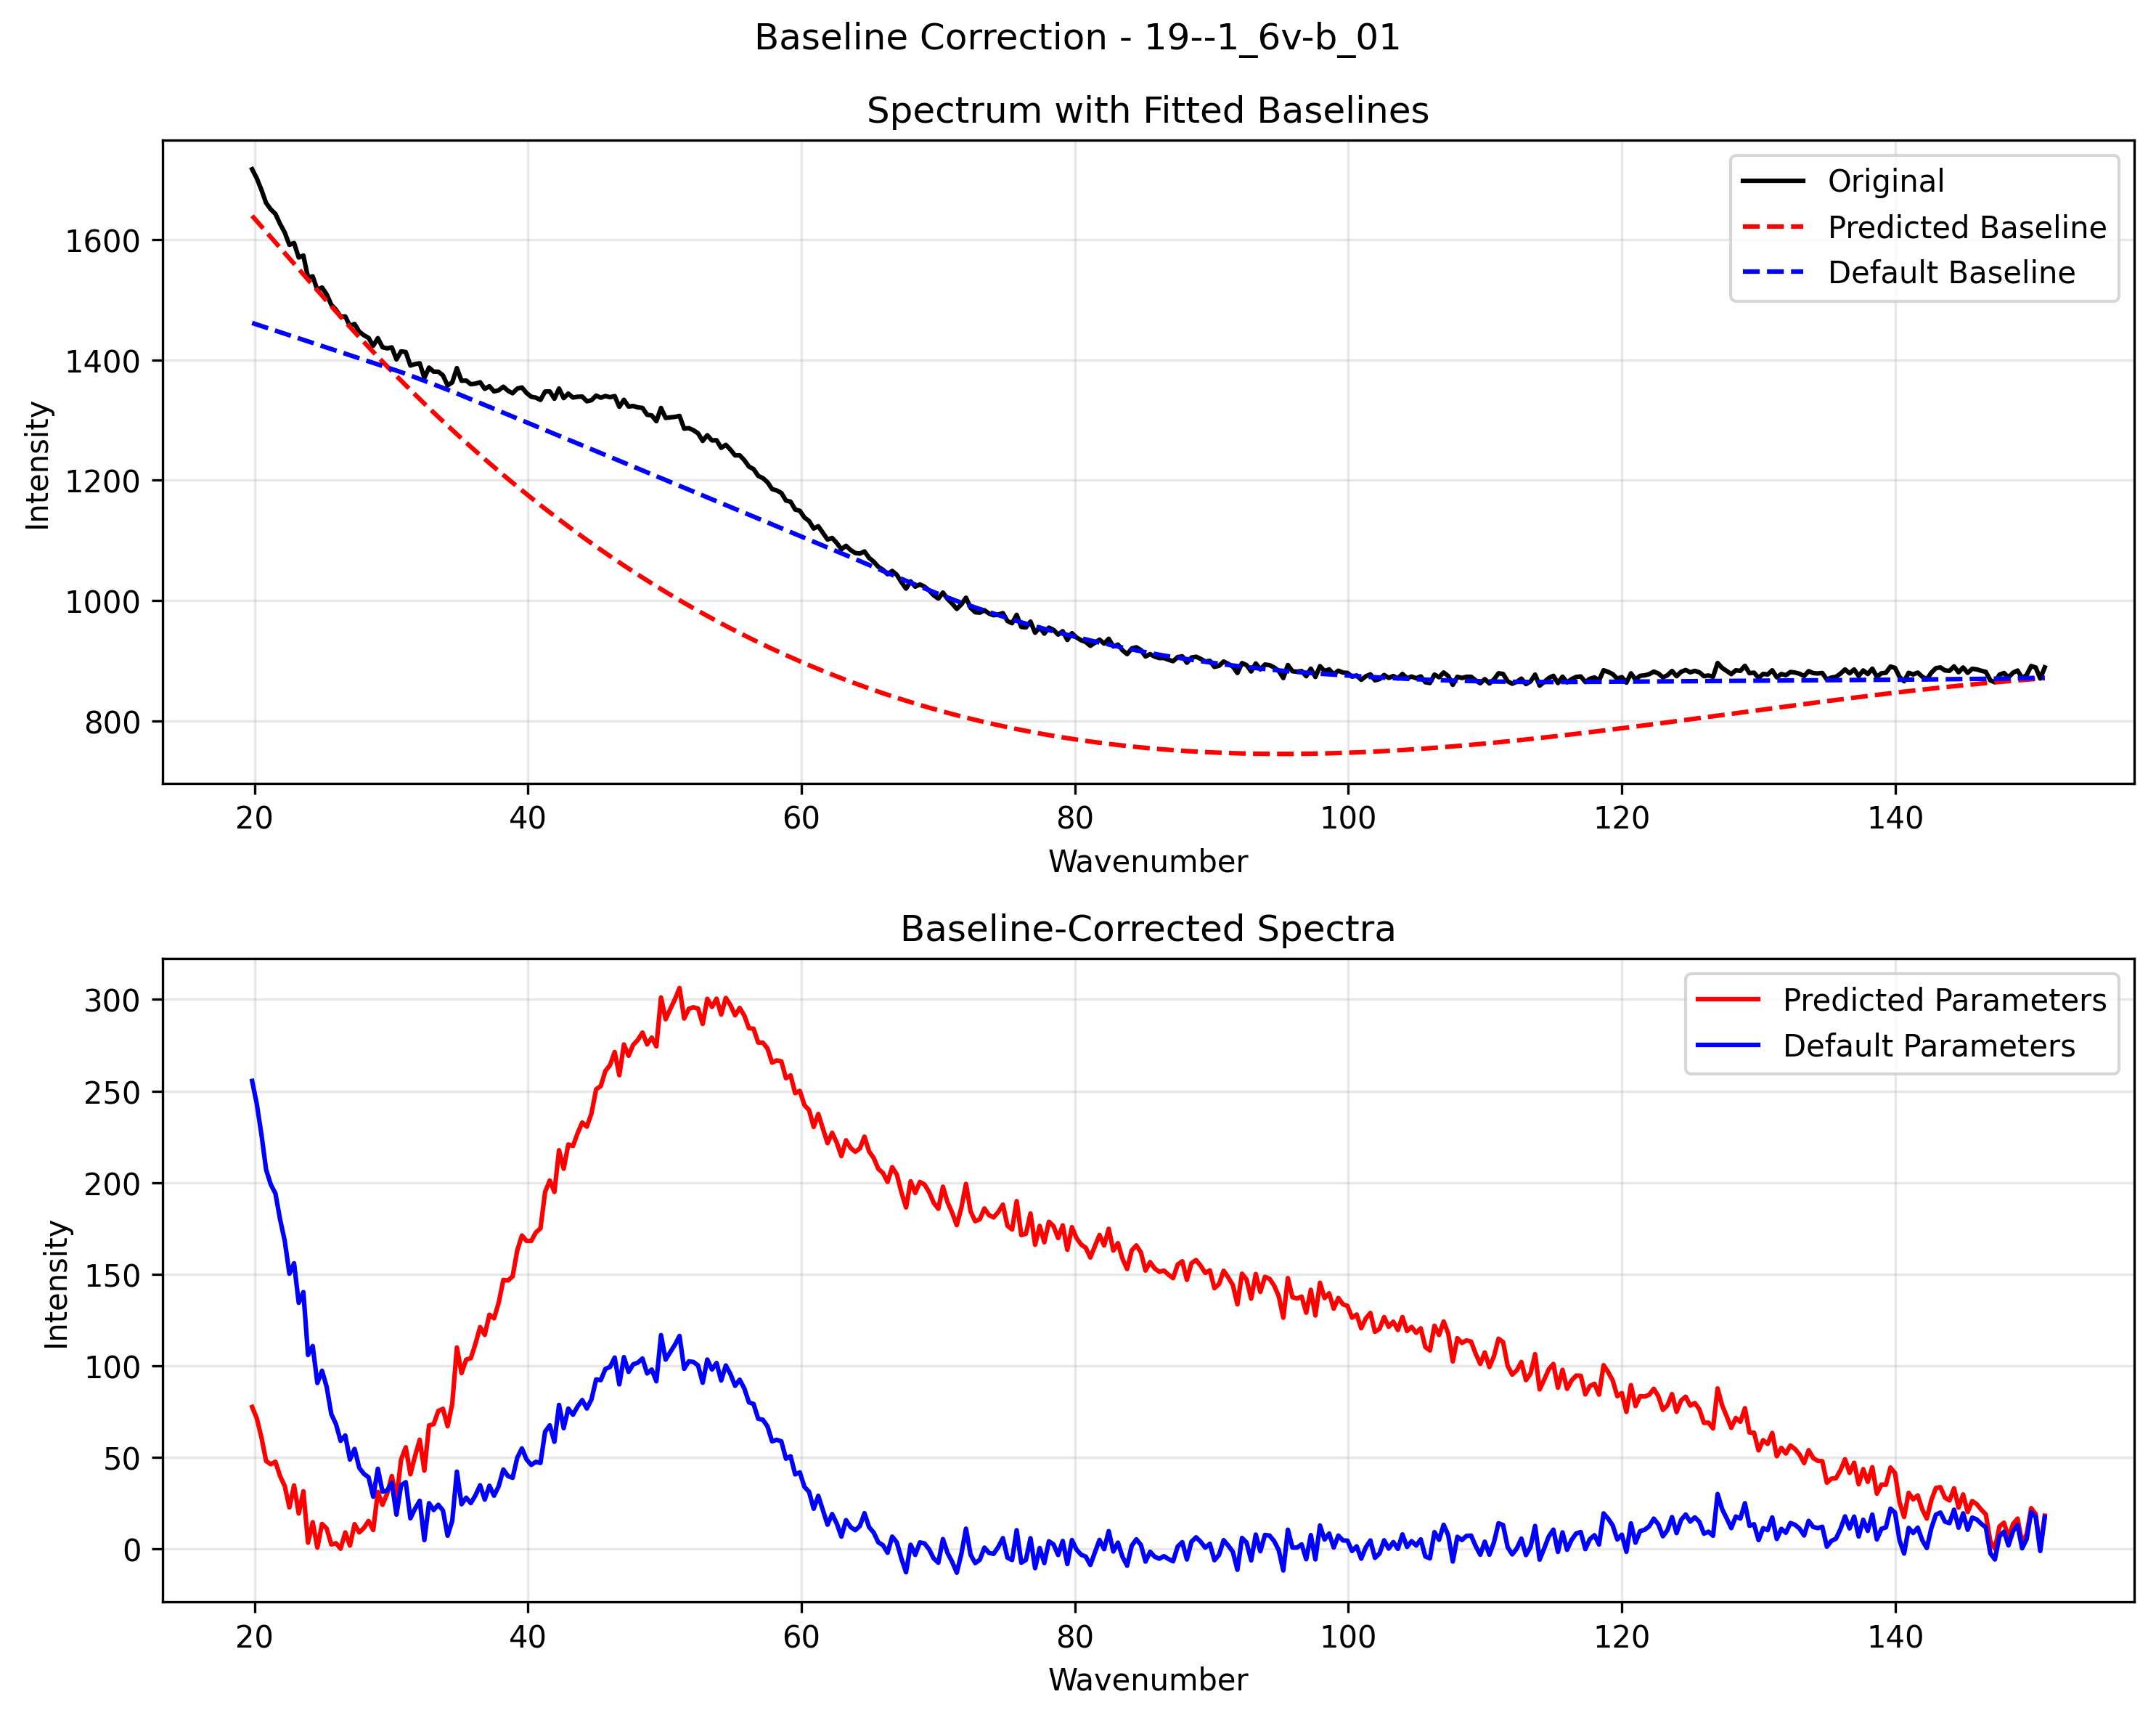 Baseline Correction - 19--1_6v-b_01
Spectrum with Fitted Baselines
Intensity
1600
1400
1200
1000
800
Original
Predicted Baseline
Default Baseline
20 40 60 80 100 120 140
Wavenumber
Baseline-Corrected Spectra
Intensity
300
250
200
150
100
50
0
Predicted Parameters
Default Parameters
20 40 60 80 100 120 140
Wavenumber